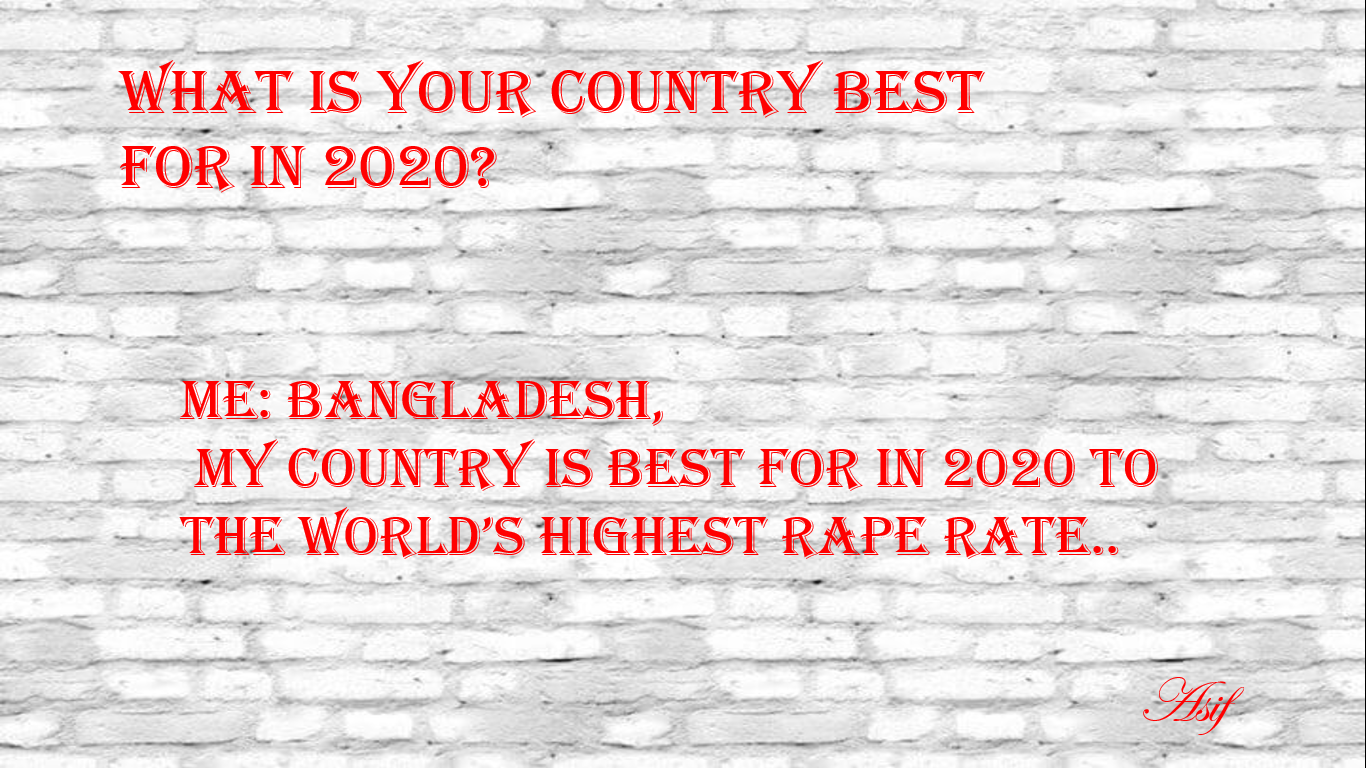 WHAT IS YOUR COUNTRY BEST
FOR IN 2020?
ME: BANGLADESH,
MY COUNTRY IS BEST FOR IN 2020 TO
THE WORLD’S HIGHEST RAPE RATE..
Asif